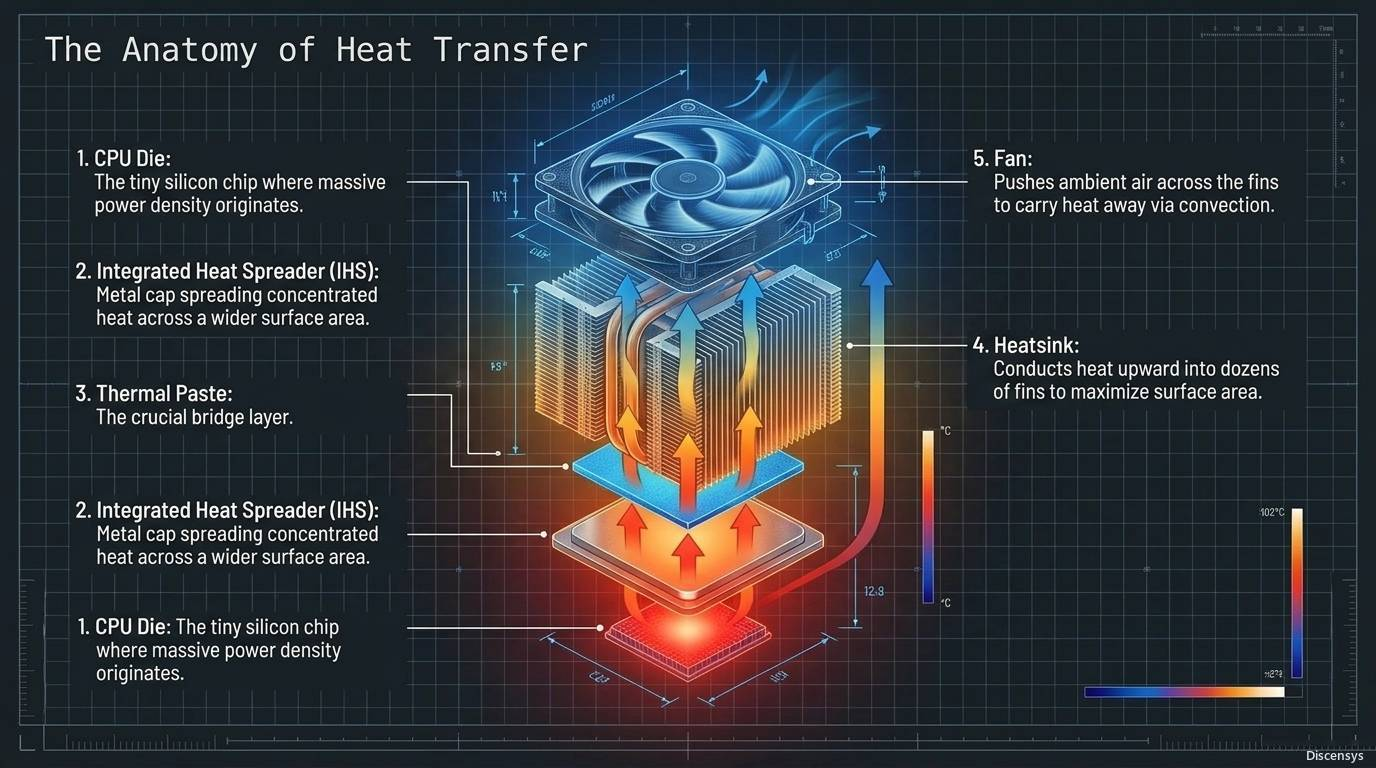 The Anatomy of Heat Transfer
1. CPU Die:
The tiny silicon chip where massive
power density originates.
2. Integrated Heat Spreader (IHS):
Metal cap spreading concentrated
heat across a wider surface area.
3. Thermal Paste:
The crucial bridge layer.
2. Integrated Heat Spreader (IHS):
Metal cap spreading concentrated
heat across a wider surface area.
1. CPU Die: The tiny silicon chip
where massive power density
originates.
5. Fan:
Pushes ambient air across the fins
to carry heat away via convection.
4. Heatsink:
Conducts heat upward into dozens
of fins to maximize surface area.
°C
°C
102°C
Discensys